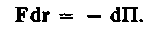 Fdr = − dΠ.